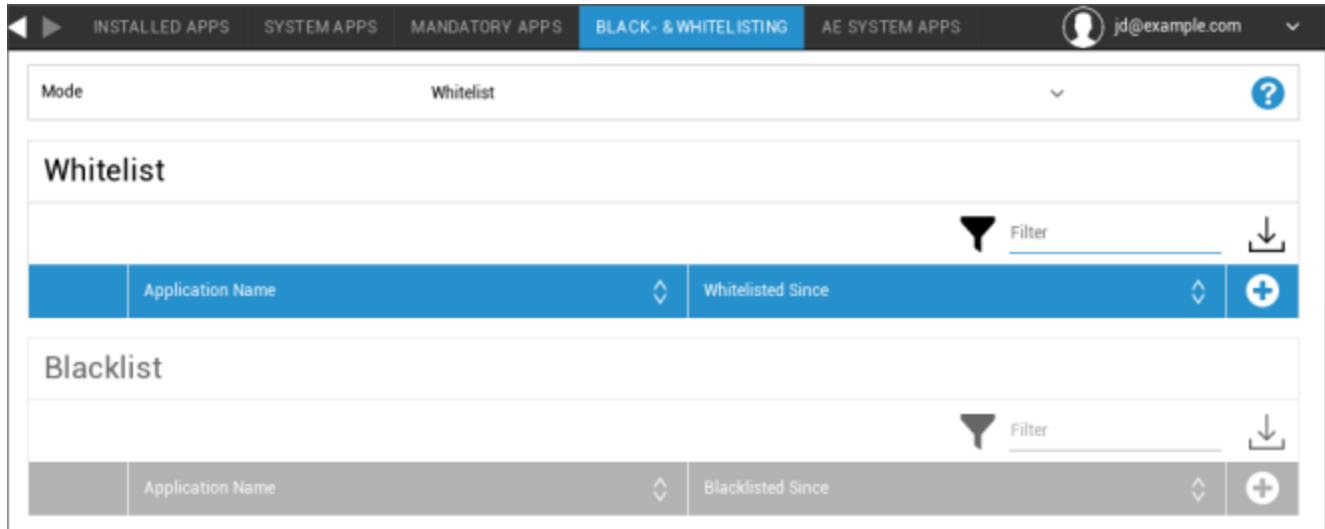 INSTALLED APPS SYSTEM APPS MANDATORY APPS BLACK- & WHITELISTING AE SYSTEM APPS jd@example.com
Mode Whitelist ?
Whitelist
Filter
Application Name Whitelisted Since
Blacklist
Filter
Application Name Blacklisted Since